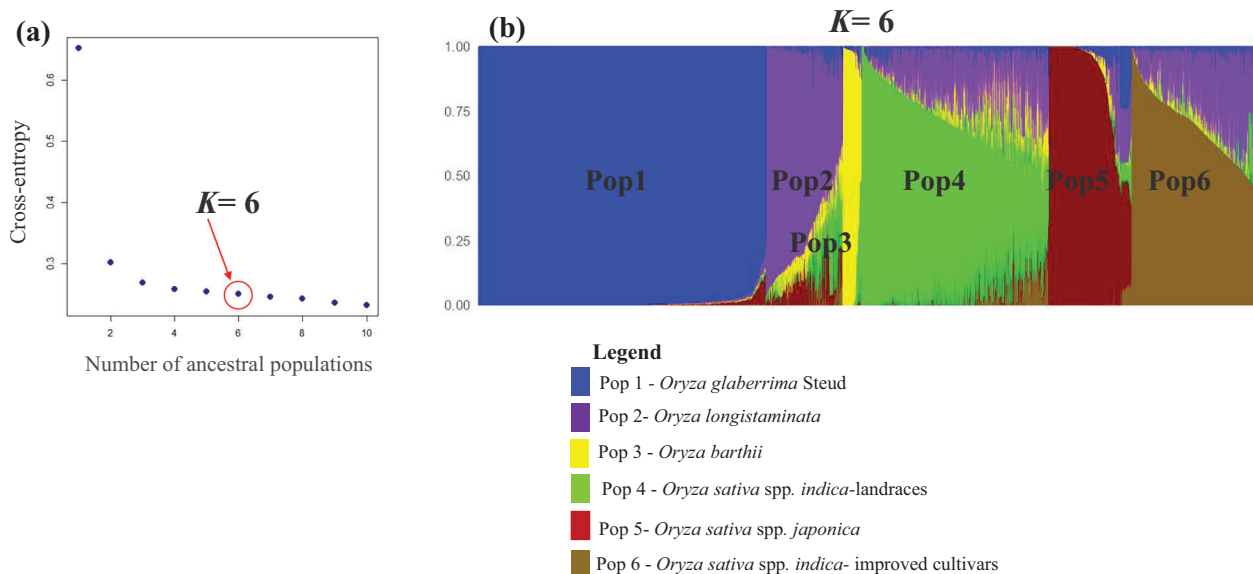 (a)
Cross-entropy
0.6
0.5
0.4
0.3
K= 6
2
4
6
8
10
Number of ancestral populations
(b)
K= 6
1.00
0.75
0.50
0.25
0.00
Pop1
Pop2
Pop3
Pop4
Pop5
Pop6
Legend
Pop 1 - Oryza glaberrima Steud
Pop 2- Oryza longistaminata
Pop 3 - Oryza barthii
Pop 4 - Oryza sativa spp. indica-landraces
Pop 5- Oryza sativa spp. japonica
Pop 6 - Oryza sativa spp. indica- improved cultivars